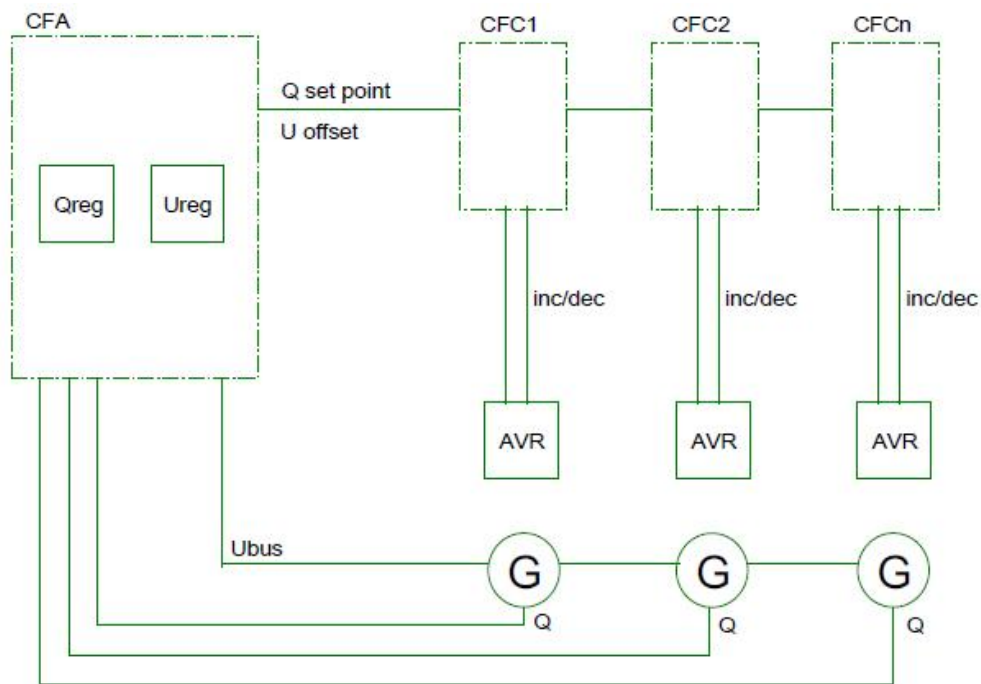 CFA
CFC1
CFC2
CFCn
Q set point
U offset
Qreg
Ureg
inc/dec
inc/dec
inc/dec
AVR
AVR
AVR
Ubus
G
G
G
Q
Q
Q